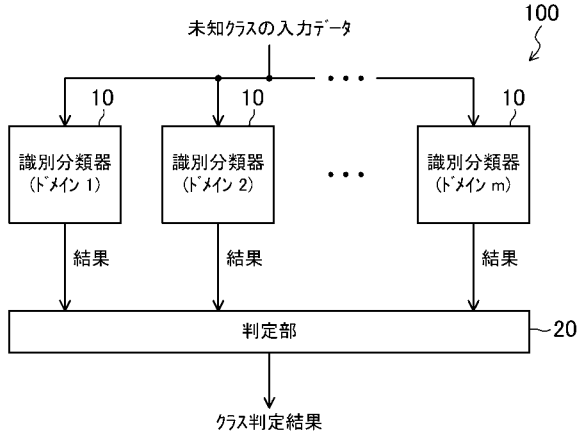 100
未知クラスの入力データ
10
10
10
識別分類器
(ドメイン 1)
識別分類器
(ドメイン 2)
識別分類器
(ドメイン m)
結果
結果
結果
判定部
20
クラス判定結果